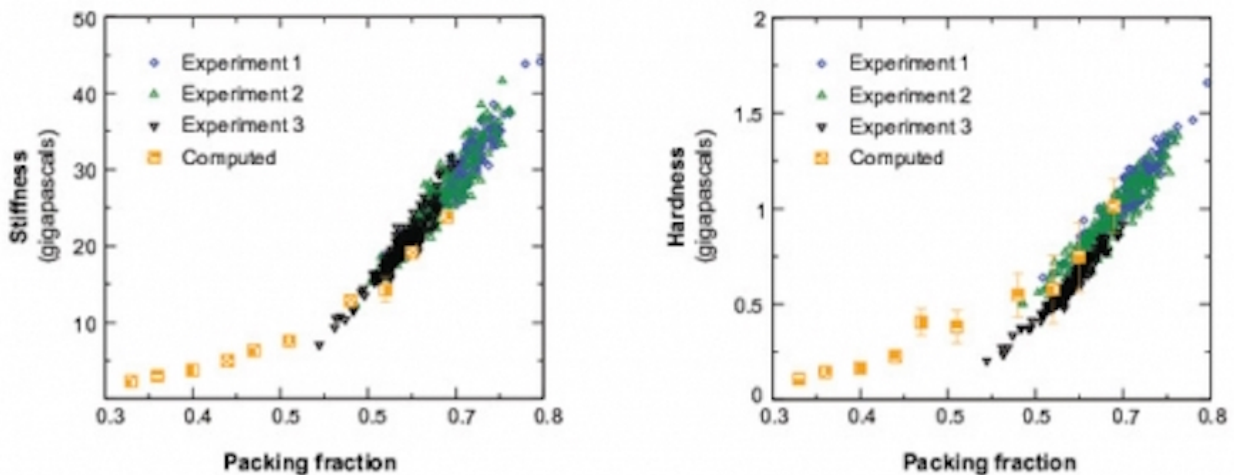 50
40
30
20
10
Stiffness
(gigapascals)
Experiment 1
Experiment 2
Experiment 3
Computed
0.3 0.4 0.5 0.5 0.7 0.8
Packing fraction
2
1.5
1
0.5
0
Hardness
(gigapascals)
Experiment 1
Experiment 2
Experiment 3
Computed
0.3 0.4 0.5 0.5 0.7 0.8
Packing fraction